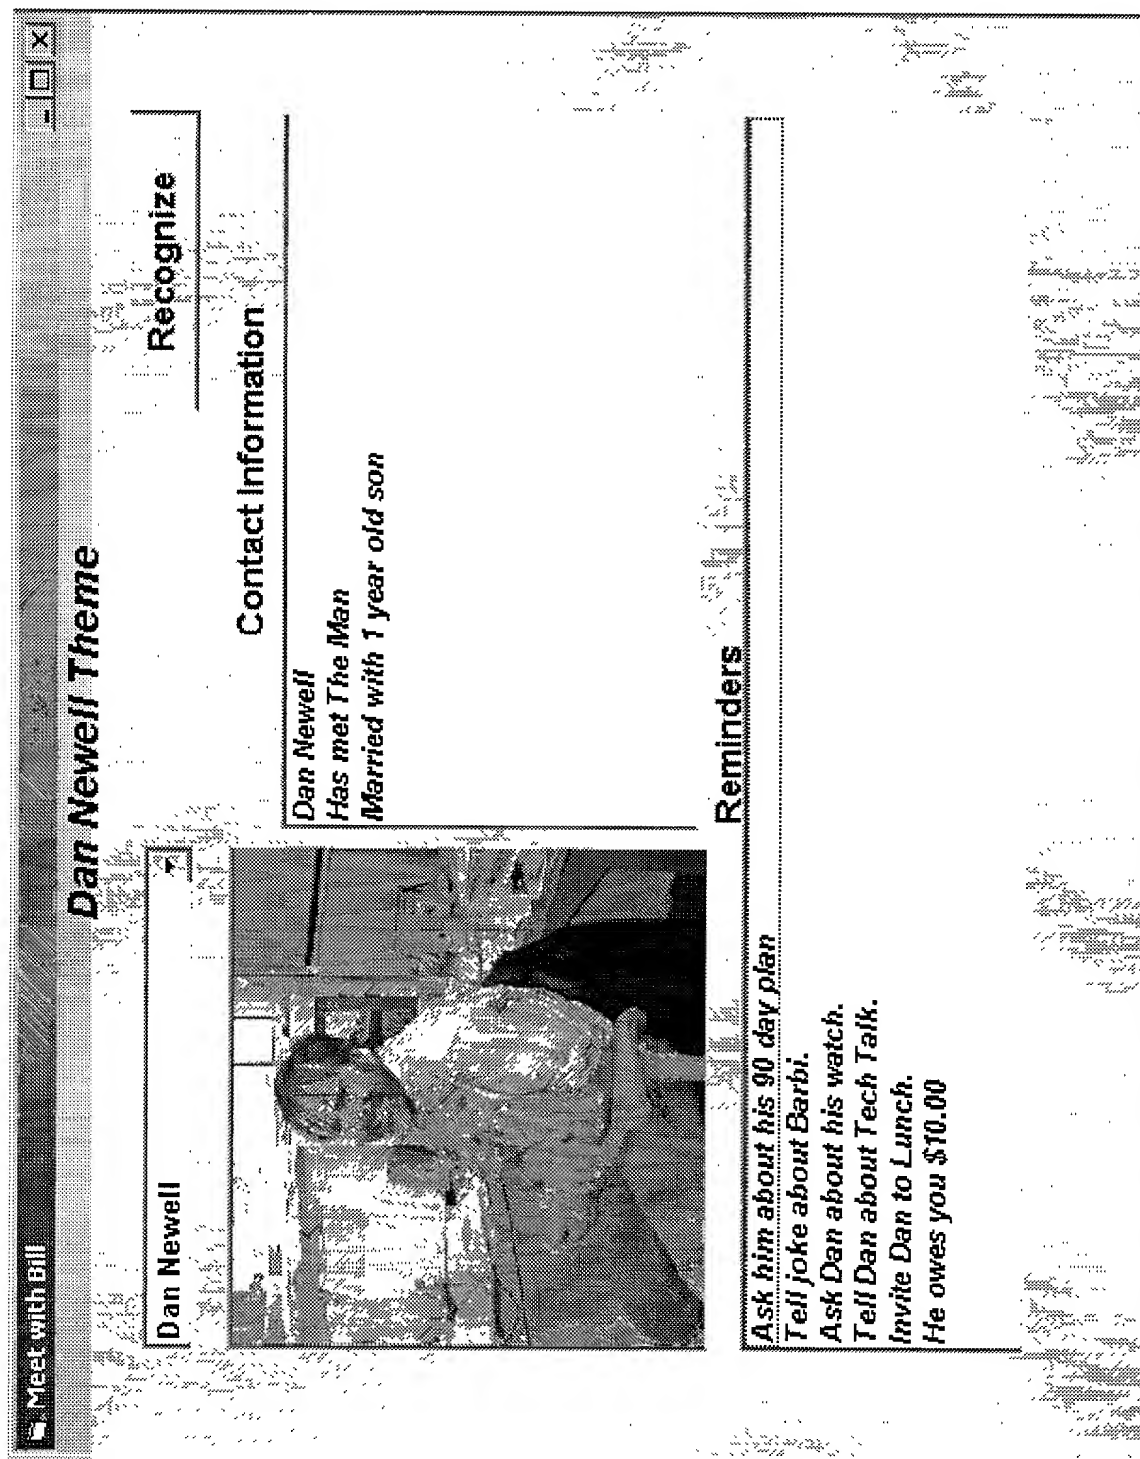 Meet with Bill
Dan Newell Theme
Dan Newell
Recognize
Contact Information
Dan Newell
Has met The Man
Married with 1 year old son
Reminders
Ask him about his 90 day plan
Tell joke about Barbi.
Ask Dan about his watch.
Tell Dan about Tech Talk.
Invite Dan to Lunch.
He owes you $10.00